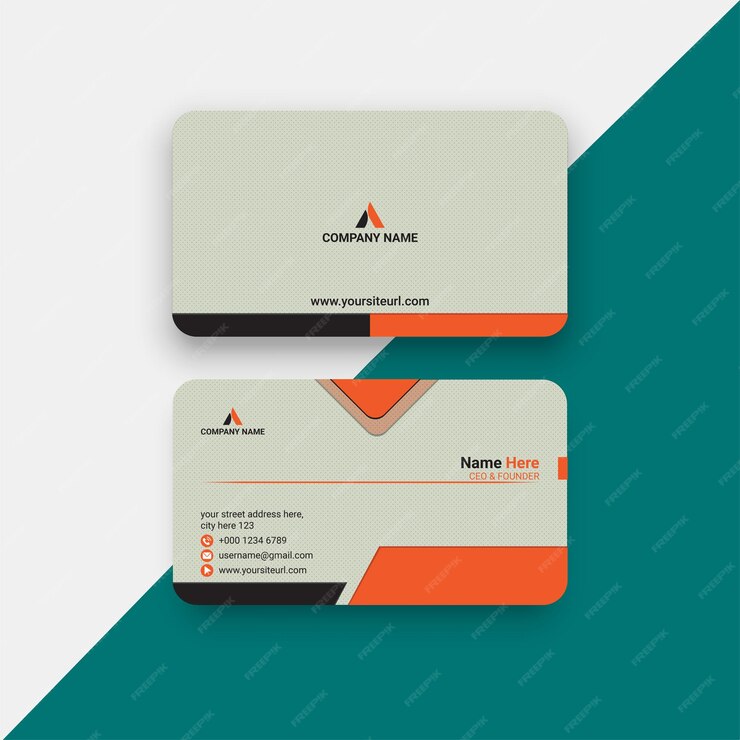 COMPANY NAME
www.yoursiteurl.com
COMPANY NAME
Name Here
CEO & FOUNDER
your street address here,
city here 123
+000 1234 6789
username@gmail.com
www.yoursiteurl.com
FREEPIK